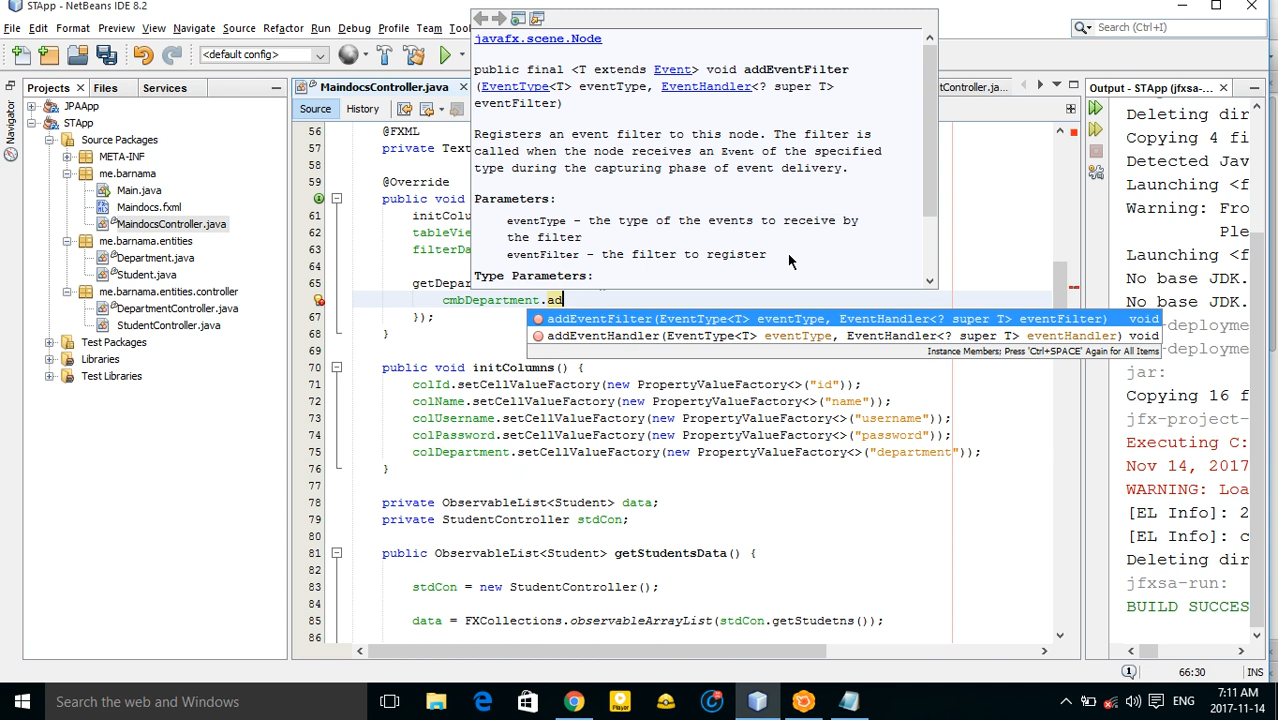 STApp - NetBeans IDE 8.2
File Edit View Navigate Source Refactor Run Debug Profile Team
Search (Ctrl+I)
<default config>
Projects Files Services
Navigator
JPAApp
STApp
Source Packages
META-INF
me.barnama
Main.java
Maindocs.fxml
MaindocsController.java
me.barnama.entities
Department.java
Student.java
me.barnama.entities.controller
DepartmentController.java
StudentController.java
Test Packages
Libraries
Test Libraries
MaindocsController.java
Source History
javafx.scene.Node
public final <T extends Event> void addEventFilter
(EventType<T> eventType, EventHandler<? super T>
eventFilter)
Registers an event filter to this node. The filter is
called when the node receives an Event of the specified
type during the capturing phase of event delivery.
Parameters:
eventType - the type of the events to receive by
the filter
eventFilter - the filter to register
Type Parameters:
56 @FXML
57 private Text
58
59 @Override
public void
61 initColu
62 tableVie
63 filterDa
64
65 getDepar
cmbDepartment.ad
67 });
68 }
69
70 public void initColumns() {
71 colId.setCellValueFactory(new PropertyValueFactory<>("id"));
72 colName.setCellValueFactory(new PropertyValueFactory<>("name"));
73 colUsername.setCellValueFactory(new PropertyValueFactory<>("username"));
74 colPassword.setCellValueFactory(new PropertyValueFactory<>("password"));
75 colDepartment.setCellValueFactory(new PropertyValueFactory<>("department"));
76 }
77
78 private ObservableList<Student> data;
79 private StudentController stdCon;
80
81 public ObservableList<Student> getStudentsData() {
82
83 stdCon = new StudentController();
84
85 data = FXCollections.observableArrayList(stdCon.getStudetns());
86
addEventFilter(EventType<T> eventType, EventHandler<? super T> eventFilter) void
addEventHandler(EventType<T> eventType, EventHandler<? super T> eventHandler) void
Instance Members; Press 'Ctrl+SPACE' Again for All Items
tController.ja...
Output - STApp (jfxsa-run)
Deleting dir
Copying 4 fi
Detected Jav
Launching <f
Warning: Fro
Ple
Launching <f
No base JDK.
No base JDK.
-deployment
Launching <f
-deployment
jar:
Copying 16 f
jfx-project-
Executing C:
Nov 14, 2017
WARNING: Loa
[EL Info]: 2
[EL Info]: c
Deleting dir
jfxsa-run:
BUILD SUCCES
1 66:30 INS
Search the web and Windows
Player
ENG
7:11 AM
2017-11-14